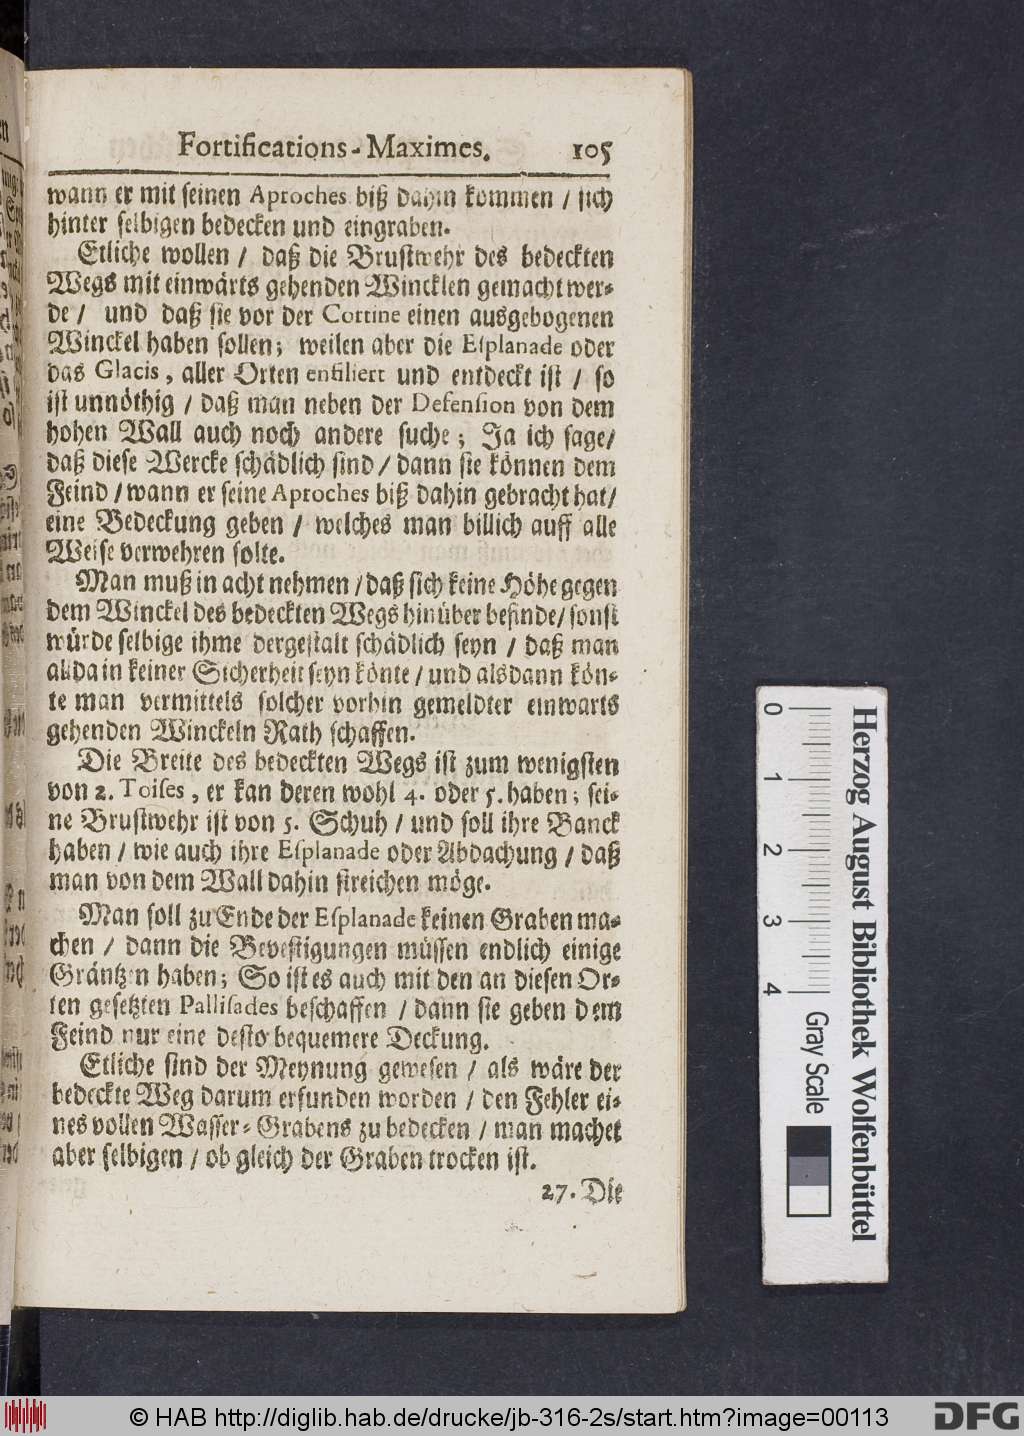 Fortifications-Maximes. 105
wann er mit seinen Aproches biß dahin kommen / sich
hinter selbigen bedecken und eingraben.
Etliche wollen / daß die Brustwehr des bedeckten
Wegs mit einwärts gehenden Wincklen gemacht wer-
de / und daß sie vor der Cortine einen ausgebogenen
Winckel haben sollen; weilen aber die Esplanade oder
das Glacis, aller Orten enfiliert und entdeckt ist / so
ist unnöthig / daß man neben der Defension von dem
hohen Wall auch noch andere suche; Ja ich sage/
daß diese Wercke schädlich sind / dann sie können dem
Feind / wann er seine Aproches biß dahin gebracht hat/
eine Bedeckung geben / welches man billich auff alle
Weise verwehren solte.
Man muß in acht nehmen / daß sich keine Höhe gegen
dem Winckel des bedeckten Wegs hinüber befinde / sonst
würde selbige ihme dergestalt schädlich seyn / daß man
allda in keiner Sicherheit seyn könte / und alsdann kön-
te man vermittels solcher vorhin gemeldter einwarts
gehenden Winckeln Rath schaffen.
Die Breite des bedeckten Wegs ist zum wenigsten
von 2. Toises, er kan deren wohl 4. oder 5. haben; sei-
ne Brustwehr ist von 5. Schuh / und soll ihre Banck
haben / wie auch ihre Esplanade oder Abdachung / daß
man von dem Wall dahin streichen möge.
Man soll zu Ende der Esplanade keinen Graben ma-
chen / dann die Bevestigungen müssen endlich einige
Gräntzen haben; So ist es auch mit den an diesen Or-
ten gesetzten Pallisades beschaffen / dann sie geben dem
Feind nur eine desto bequemere Deckung.
Etliche sind der Meynung gewesen / als wäre der
bedeckte Weg darum erfunden worden / den Fehler ei-
nes vollen Wasser-Grabens zu bedecken / man machet
aber selbigen / ob gleich der Graben trocken ist.
27. Die
0 1 2 3 4 Gray Scale
Herzog August Bibliothek Wolfenbüttel
© HAB http://diglib.hab.de/drucke/jb-316-2s/start.htm?image=00113
DFG